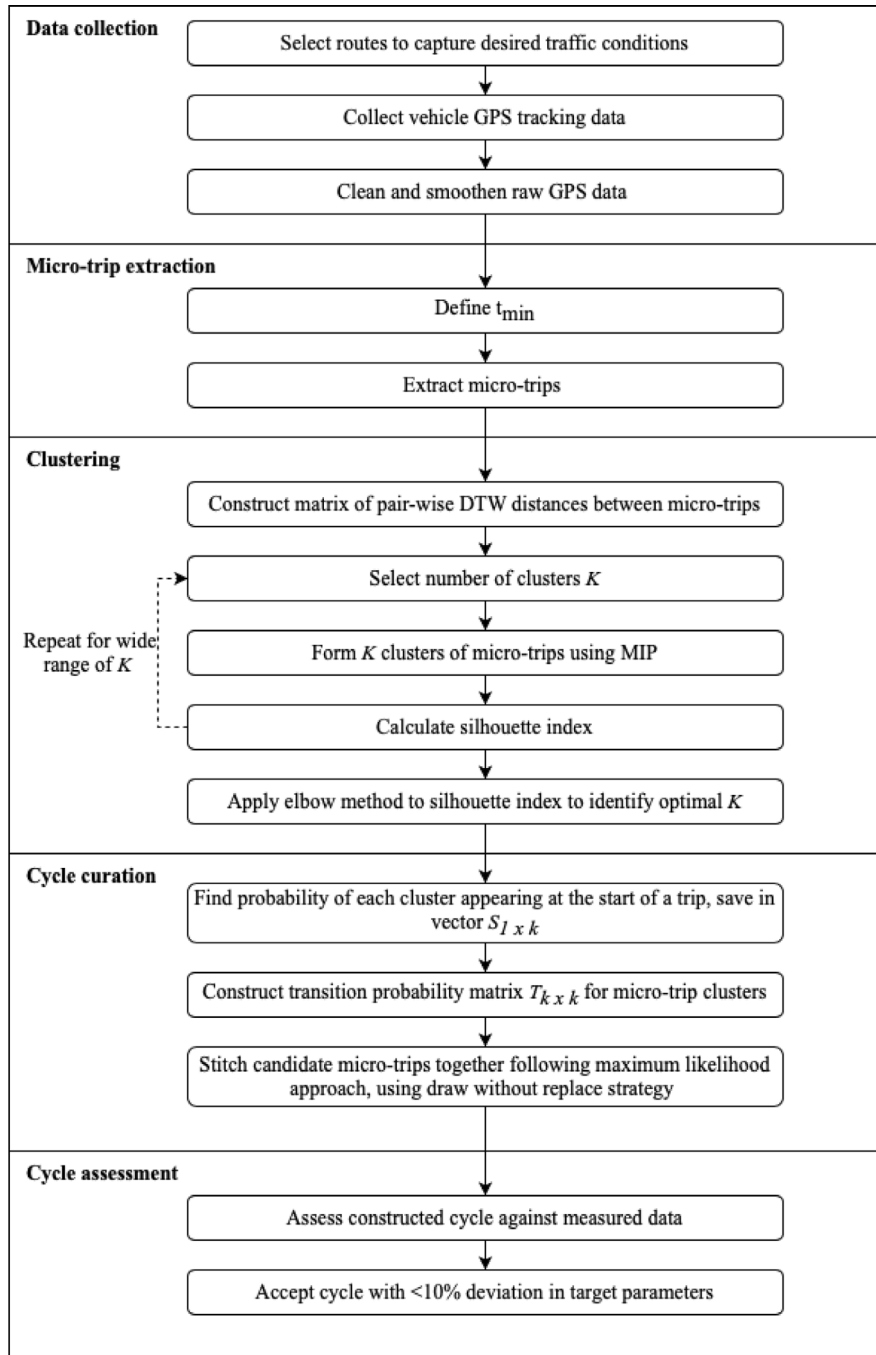 Data collection
Select routes to capture desired traffic conditions
Collect vehicle GPS tracking data
Clean and smoothen raw GPS data
Micro-trip extraction
Define tmin
Extract micro-trips
Clustering
Construct matrix of pair-wise DTW distances between micro-trips
Select number of clusters K
Repeat for wide
range of K
Form K clusters of micro-trips using MIP
Calculate silhouette index
Apply elbow method to silhouette index to identify optimal K
Cycle curation
Find probability of each cluster appearing at the start of a trip, save in
vector S1 x k
Construct transition probability matrix Tk x k for micro-trip clusters
Stitch candidate micro-trips together following maximum likelihood
approach, using draw without replace strategy
Cycle assessment
Assess constructed cycle against measured data
Accept cycle with <10% deviation in target parameters